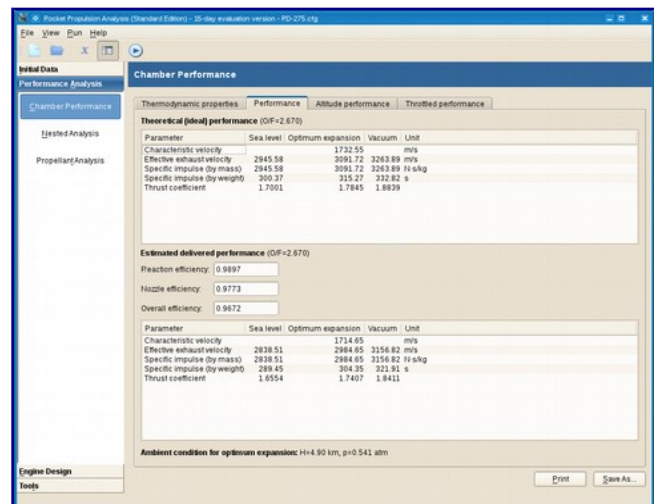 Rocket Propulsion Analysis (Standard Edition) - 15-day evaluation version - RD-275.cfg
File View Run Help
Initial Data
Performance Analysis
Chamber Performance
Nested Analysis
Propellant Analysis
Engine Design
Tools
Chamber Performance
Thermodynamic properties Performance Altitude performance Throttled performance
Theoretical (ideal) performance (O/F=2.670)
Parameter Sea level Optimum expansion Vacuum Unit
Characteristic velocity 1732.55 m/s
Effective exhaust velocity 2945.58 3091.72 3263.89 m/s
Specific impulse (by mass) 2945.58 3091.72 3263.89 N·s/kg
Specific impulse (by weight) 300.37 315.27 332.82 s
Thrust coefficient 1.7001 1.7845 1.8839
Estimated delivered performance (O/F=2.670)
Reaction efficiency: 0.9897
Nozzle efficiency: 0.9773
Overall efficiency: 0.9672
Parameter Sea level Optimum expansion Vacuum Unit
Characteristic velocity 1714.65 m/s
Effective exhaust velocity 2838.51 2984.65 3156.82 m/s
Specific impulse (by mass) 2838.51 2984.65 3156.82 N·s/kg
Specific impulse (by weight) 289.45 304.35 321.91 s
Thrust coefficient 1.6554 1.7407 1.8411
Ambient condition for optimum expansion: H=4.90 km, p=0.541 atm
Print Save As...